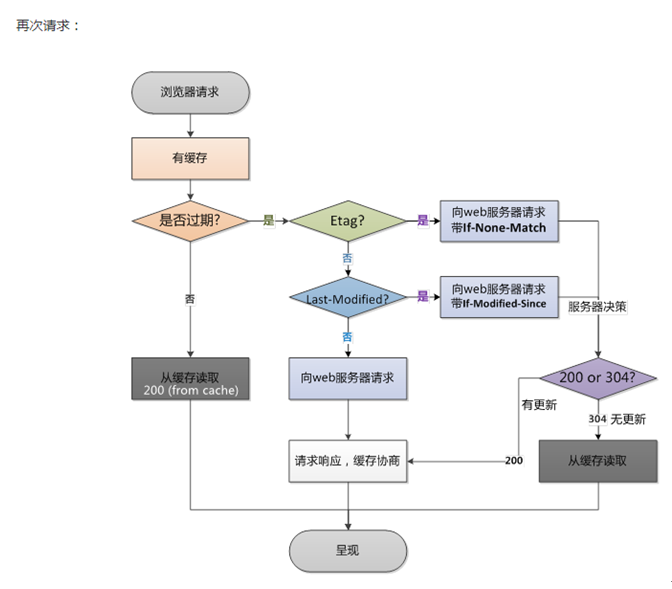 再次请求：
浏览器请求
有缓存
是否过期?
是
Etag?
是
向web服务器请求
带If-None-Match
否
否
Last-Modified?
是
向web服务器请求
带If-Modified-Since
服务器决策
否
从缓存读取
200 (from cache)
向web服务器请求
200 or 304?
有更新
304 无更新
请求响应，缓存协商
200
从缓存读取
呈现